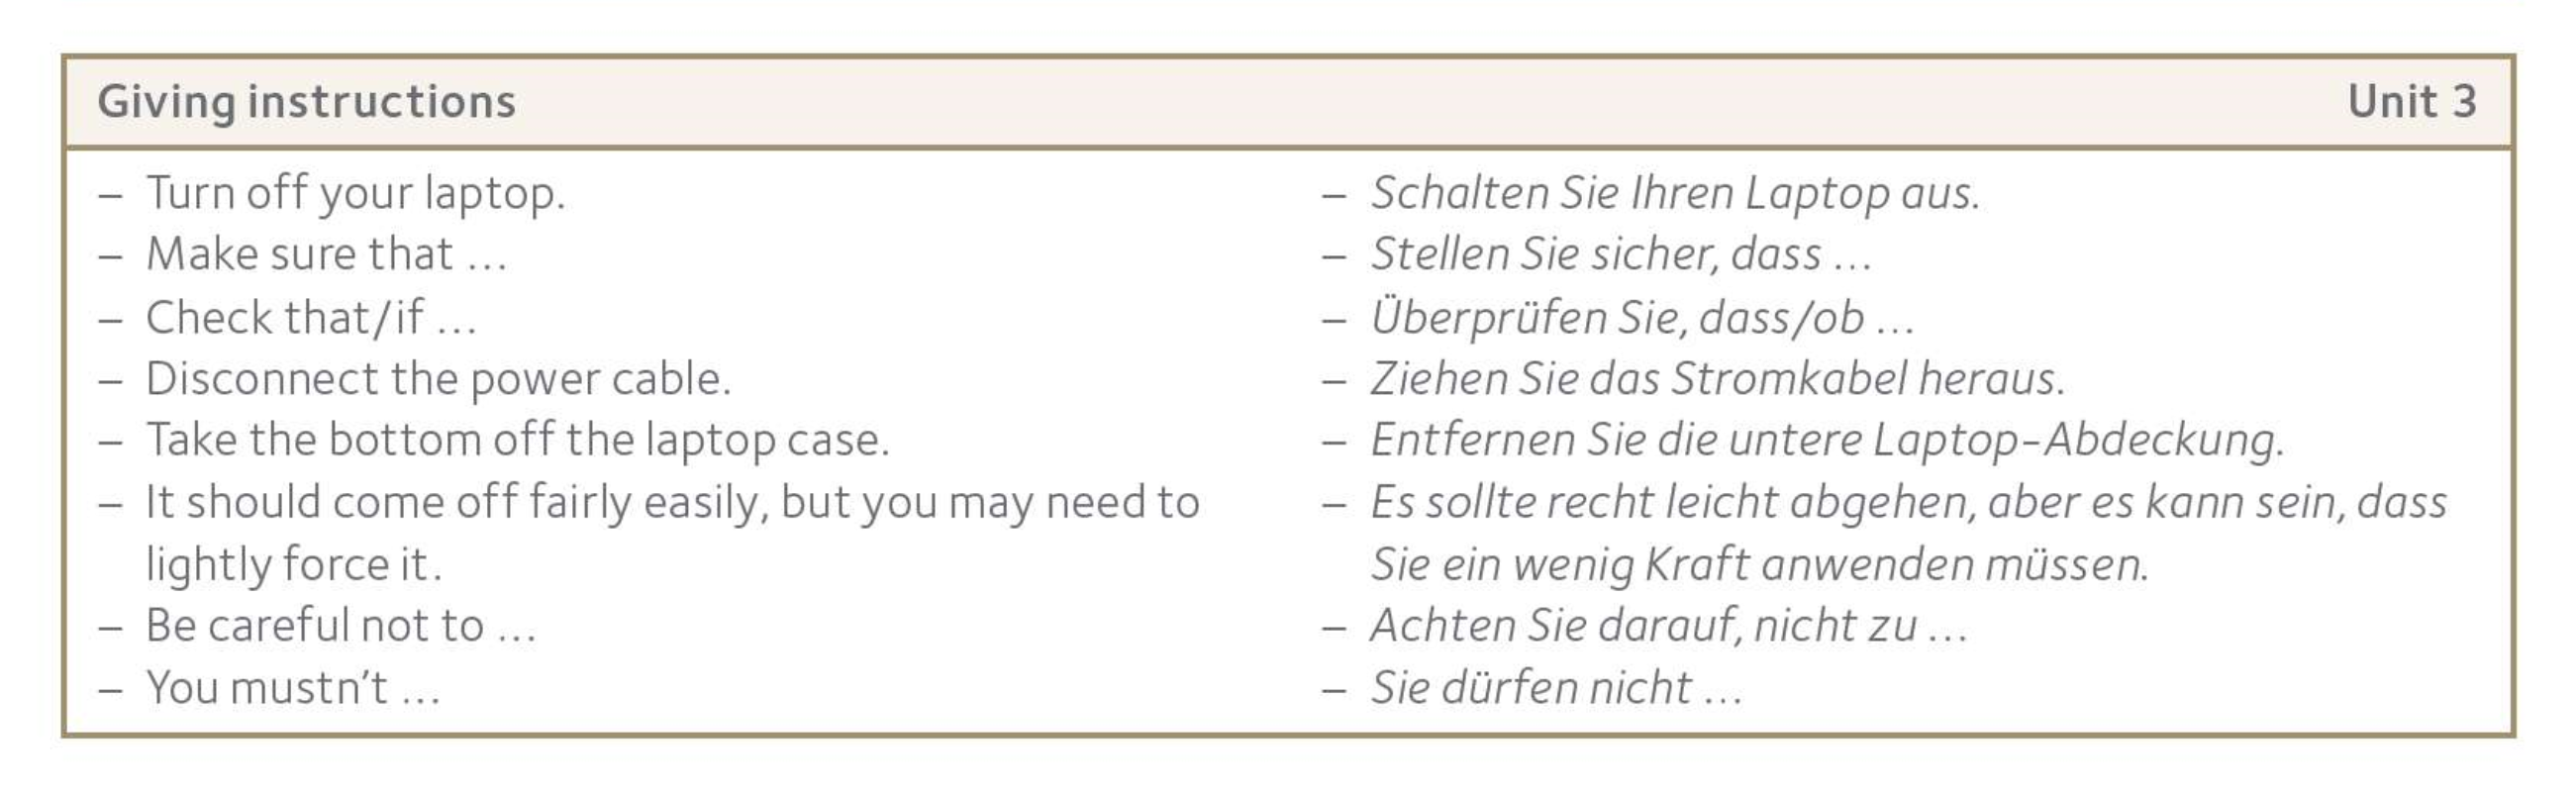 Giving instructions
Unit 3
– Turn off your laptop.
– Make sure that …
– Check that/if …
– Disconnect the power cable.
– Take the bottom off the laptop case.
– It should come off fairly easily, but you may need to
lightly force it.
– Be careful not to …
– You mustn’t …
– Schalten Sie Ihren Laptop aus.
– Stellen Sie sicher, dass …
– Überprüfen Sie, dass/ob …
– Ziehen Sie das Stromkabel heraus.
– Entfernen Sie die untere Laptop-Abdeckung.
– Es sollte recht leicht abgehen, aber es kann sein, dass
Sie ein wenig Kraft anwenden müssen.
– Achten Sie darauf, nicht zu …
– Sie dürfen nicht …